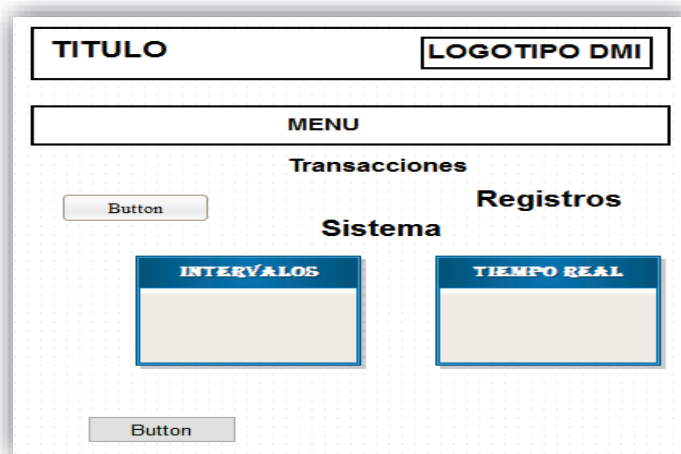 TITULO LOGOTIPO DMI
MENU
Transacciones
Button
Registros
Sistema
INTERVALOS TIEMPO REAL
Button